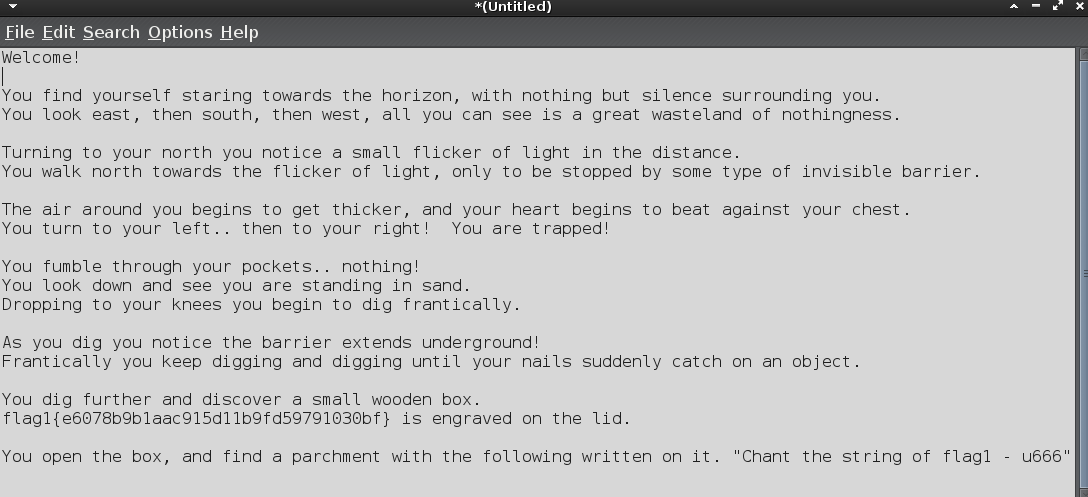 *(Untitled)
File Edit Search Options Help
Welcome!
You find yourself staring towards the horizon, with nothing but silence surrounding you.
You look east, then south, then west, all you can see is a great wasteland of nothingness.
Turning to your north you notice a small flicker of light in the distance.
You walk north towards the flicker of light, only to be stopped by some type of invisible barrier.
The air around you begins to get thicker, and your heart begins to beat against your chest.
You turn to your left.. then to your right!  You are trapped!
You fumble through your pockets.. nothing!
You look down and see you are standing in sand.
Dropping to your knees you begin to dig frantically.
As you dig you notice the barrier extends underground!
Frantically you keep digging and digging until your nails suddenly catch on an object.
You dig further and discover a small wooden box.
flag1{e6078b9b1aac915d11b9fd59791030bf} is engraved on the lid.
You open the box, and find a parchment with the following written on it. "Chant the string of flag1 - u666"